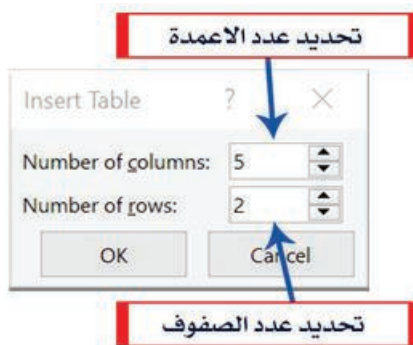 تحديد عدد الاعمدة
Insert Table ? ×
Number of columns: 5
Number of rows: 2
OK Cancel
تحديد عدد الصفوف